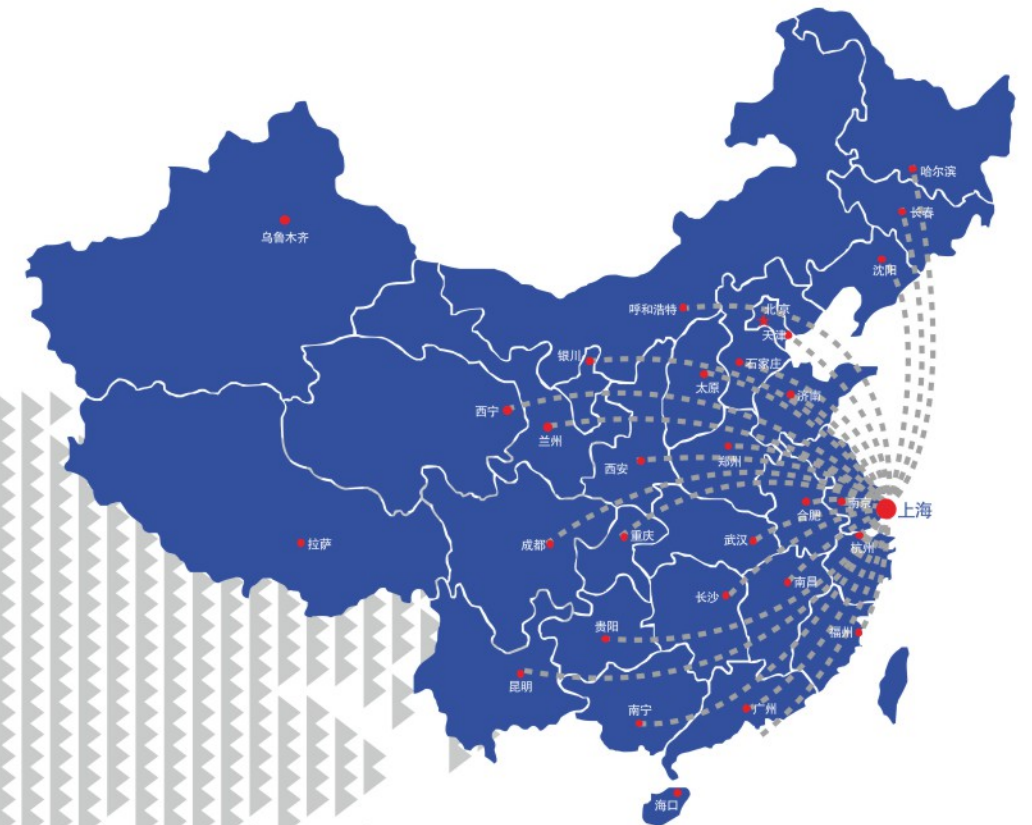 哈尔滨
长春
乌鲁木齐
沈阳
呼和浩特
北京
天津
银川
石家庄
太原
济南
西宁
兰州
郑州
西安
南京
上海
合肥
成都
重庆
武汉
杭州
拉萨
南昌
长沙
贵阳
福州
昆明
南宁
广州
海口